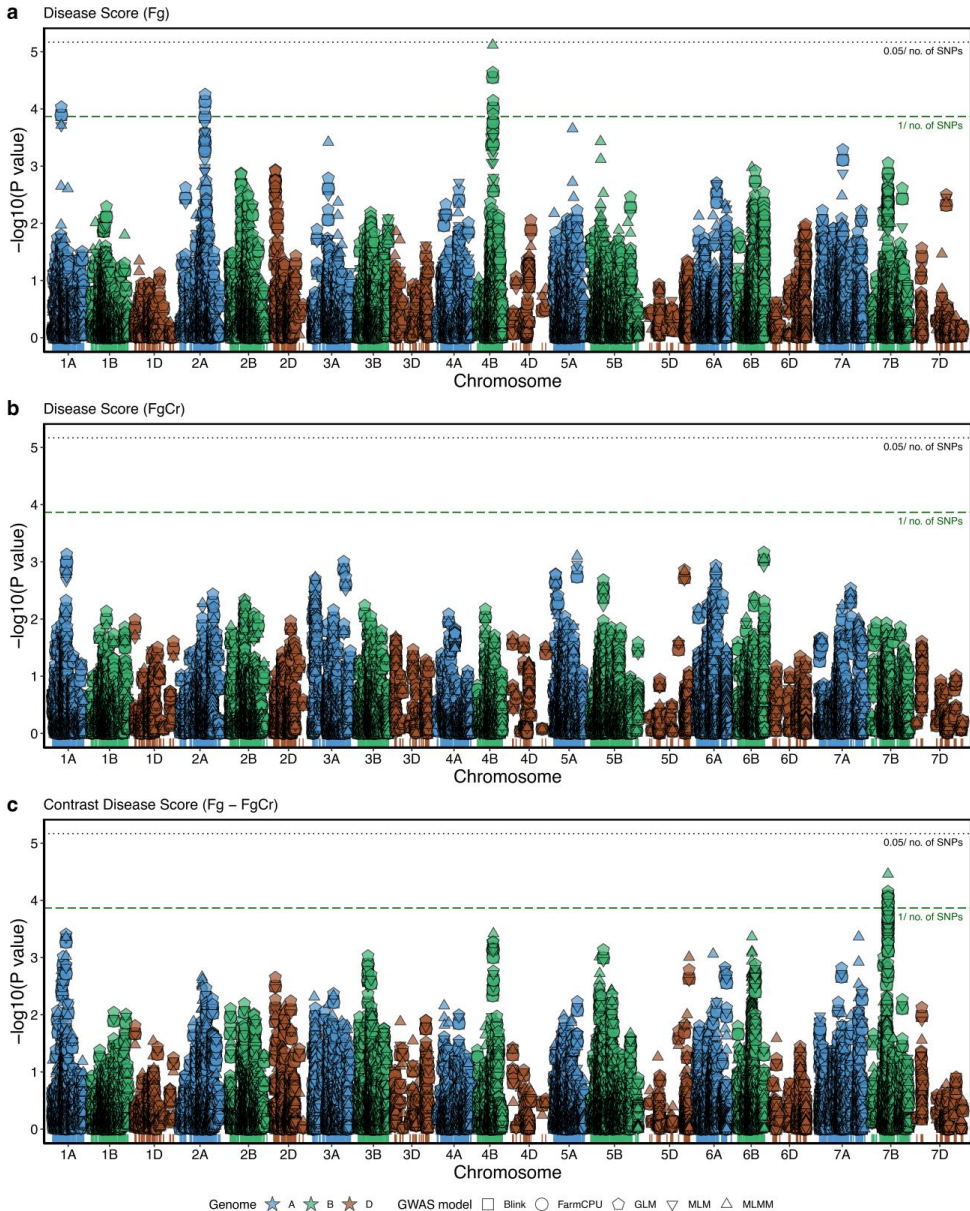 a Disease Score (Fg)
5
4
3
2
1
0
−log10(P value)
0.05/ no. of SNPs
1/ no. of SNPs
1A 1B 1D 2A 2B 2D 3A 3B 3D 4A 4B 4D 5A 5B 5D 6A 6B 6D 7A 7B 7D
Chromosome
b Disease Score (FgCr)
5
4
3
2
1
0
−log10(P value)
0.05/ no. of SNPs
1/ no. of SNPs
1A 1B 1D 2A 2B 2D 3A 3B 3D 4A 4B 4D 5A 5B 5D 6A 6B 6D 7A 7B 7D
Chromosome
c Contrast Disease Score (Fg − FgCr)
5
4
3
2
1
0
−log10(P value)
0.05/ no. of SNPs
1/ no. of SNPs
1A 1B 1D 2A 2B 2D 3A 3B 3D 4A 4B 4D 5A 5B 5D 6A 6B 6D 7A 7B 7D
Chromosome
Genome A B D GWAS model Blink FarmCPU GLM MLM MLMM